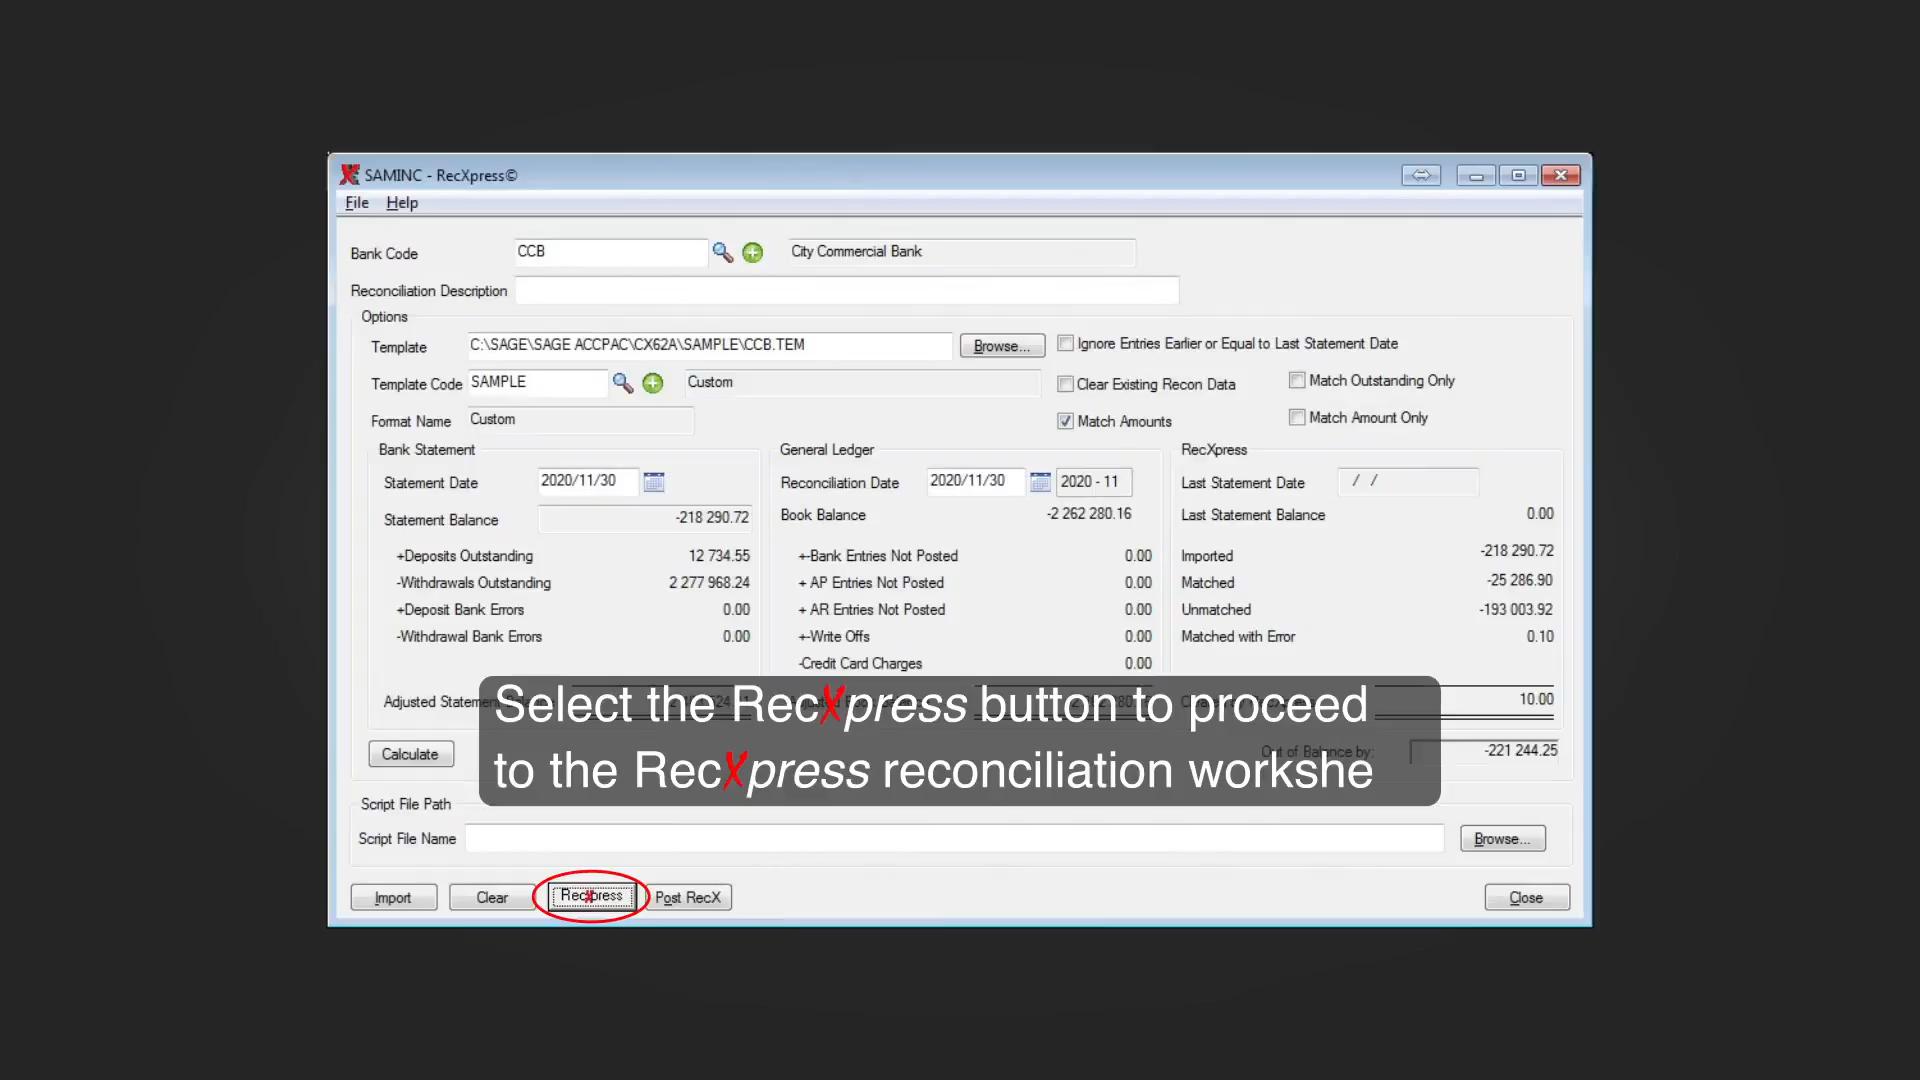 SAMINC - RecXpress©
File Help
Bank Code CCB City Commercial Bank
Reconciliation Description
Options
Template C:\SAGE\SAGE ACCPAC\CX62A\SAMPLE\CCB.TEM Browse... Ignore Entries Earlier or Equal to Last Statement Date
Template Code SAMPLE Custom Clear Existing Recon Data Match Outstanding Only
Format Name Custom Match Amounts Match Amount Only
Bank Statement General Ledger RecXpress
Statement Date 2020/11/30 Reconciliation Date 2020/11/30 2020 - 11 Last Statement Date / /
Statement Balance -218 290.72 Book Balance -2 262 280.16 Last Statement Balance 0.00
+Deposits Outstanding 12 734.55 +-Bank Entries Not Posted 0.00 Imported -218 290.72
-Withdrawals Outstanding 2 277 968.24 + AP Entries Not Posted 0.00 Matched -25 286.90
+Deposit Bank Errors 0.00 + AR Entries Not Posted 0.00 Unmatched -193 003.92
-Withdrawal Bank Errors 0.00 +-Write Offs 0.00 Matched with Error 0.10
-Credit Card Charges 0.00
Adjusted Statement 10.00
Select the RecXpress button to proceed
to the RecXpress reconciliation workshe
Calculate Out of Balance by: -221 244.25
Script File Path
Script File Name Browse...
Import Clear RecXpress Post RecX Close